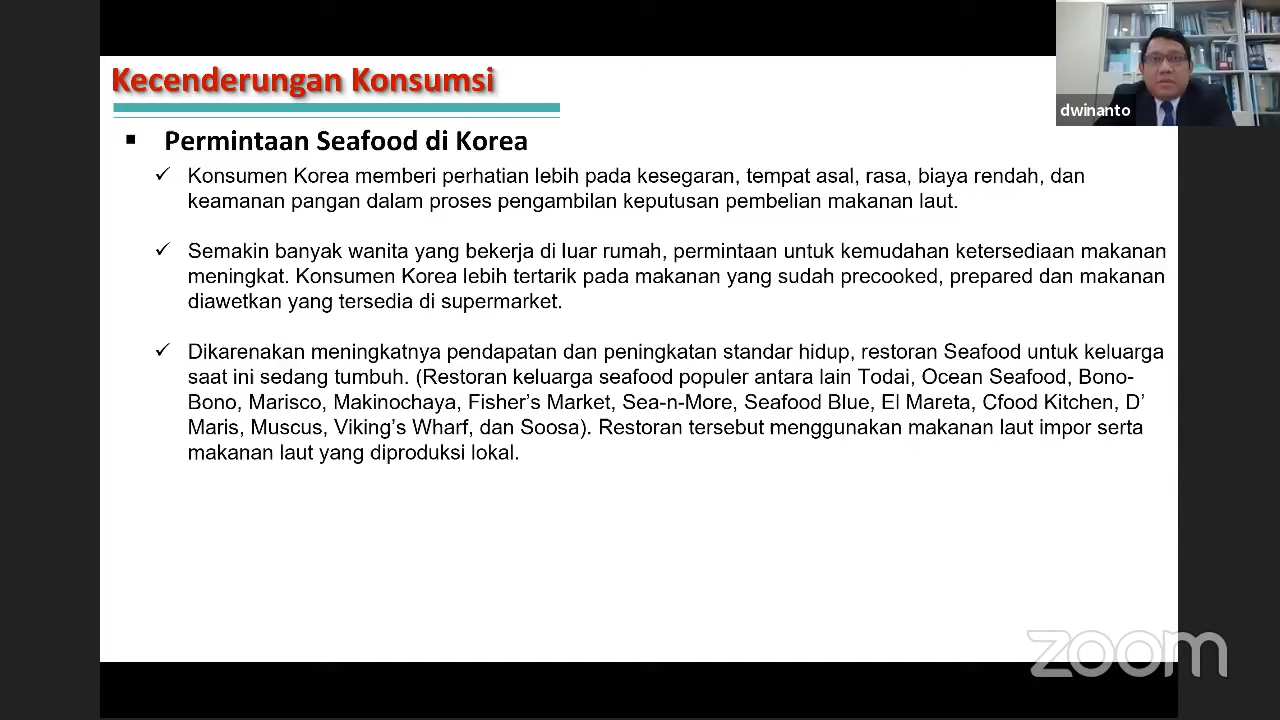 Kecenderungan Konsumsi
dwinanto
▪ Permintaan Seafood di Korea
✓ Konsumen Korea memberi perhatian lebih pada kesegaran, tempat asal, rasa, biaya rendah, dan
keamanan pangan dalam proses pengambilan keputusan pembelian makanan laut.
✓ Semakin banyak wanita yang bekerja di luar rumah, permintaan untuk kemudahan ketersediaan makanan
meningkat. Konsumen Korea lebih tertarik pada makanan yang sudah precooked, prepared dan makanan
diawetkan yang tersedia di supermarket.
✓ Dikarenakan meningkatnya pendapatan dan peningkatan standar hidup, restoran Seafood untuk keluarga
saat ini sedang tumbuh. (Restoran keluarga seafood populer antara lain Todai, Ocean Seafood, Bono-
Bono, Marisco, Makinochaya, Fisher’s Market, Sea-n-More, Seafood Blue, El Mareta, Cfood Kitchen, D’
Maris, Muscus, Viking’s Wharf, dan Soosa). Restoran tersebut menggunakan makanan laut impor serta
makanan laut yang diproduksi lokal.
zoom